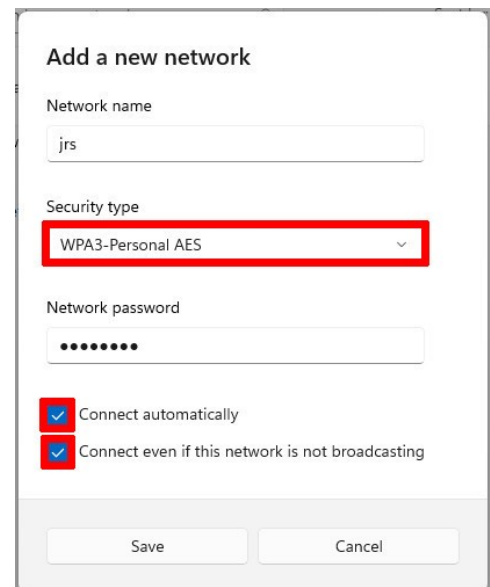 Add a new network
Network name
jrs
Security type
WPA3-Personal AES
Network password
••••••••
Connect automatically
Connect even if this network is not broadcasting
Save Cancel